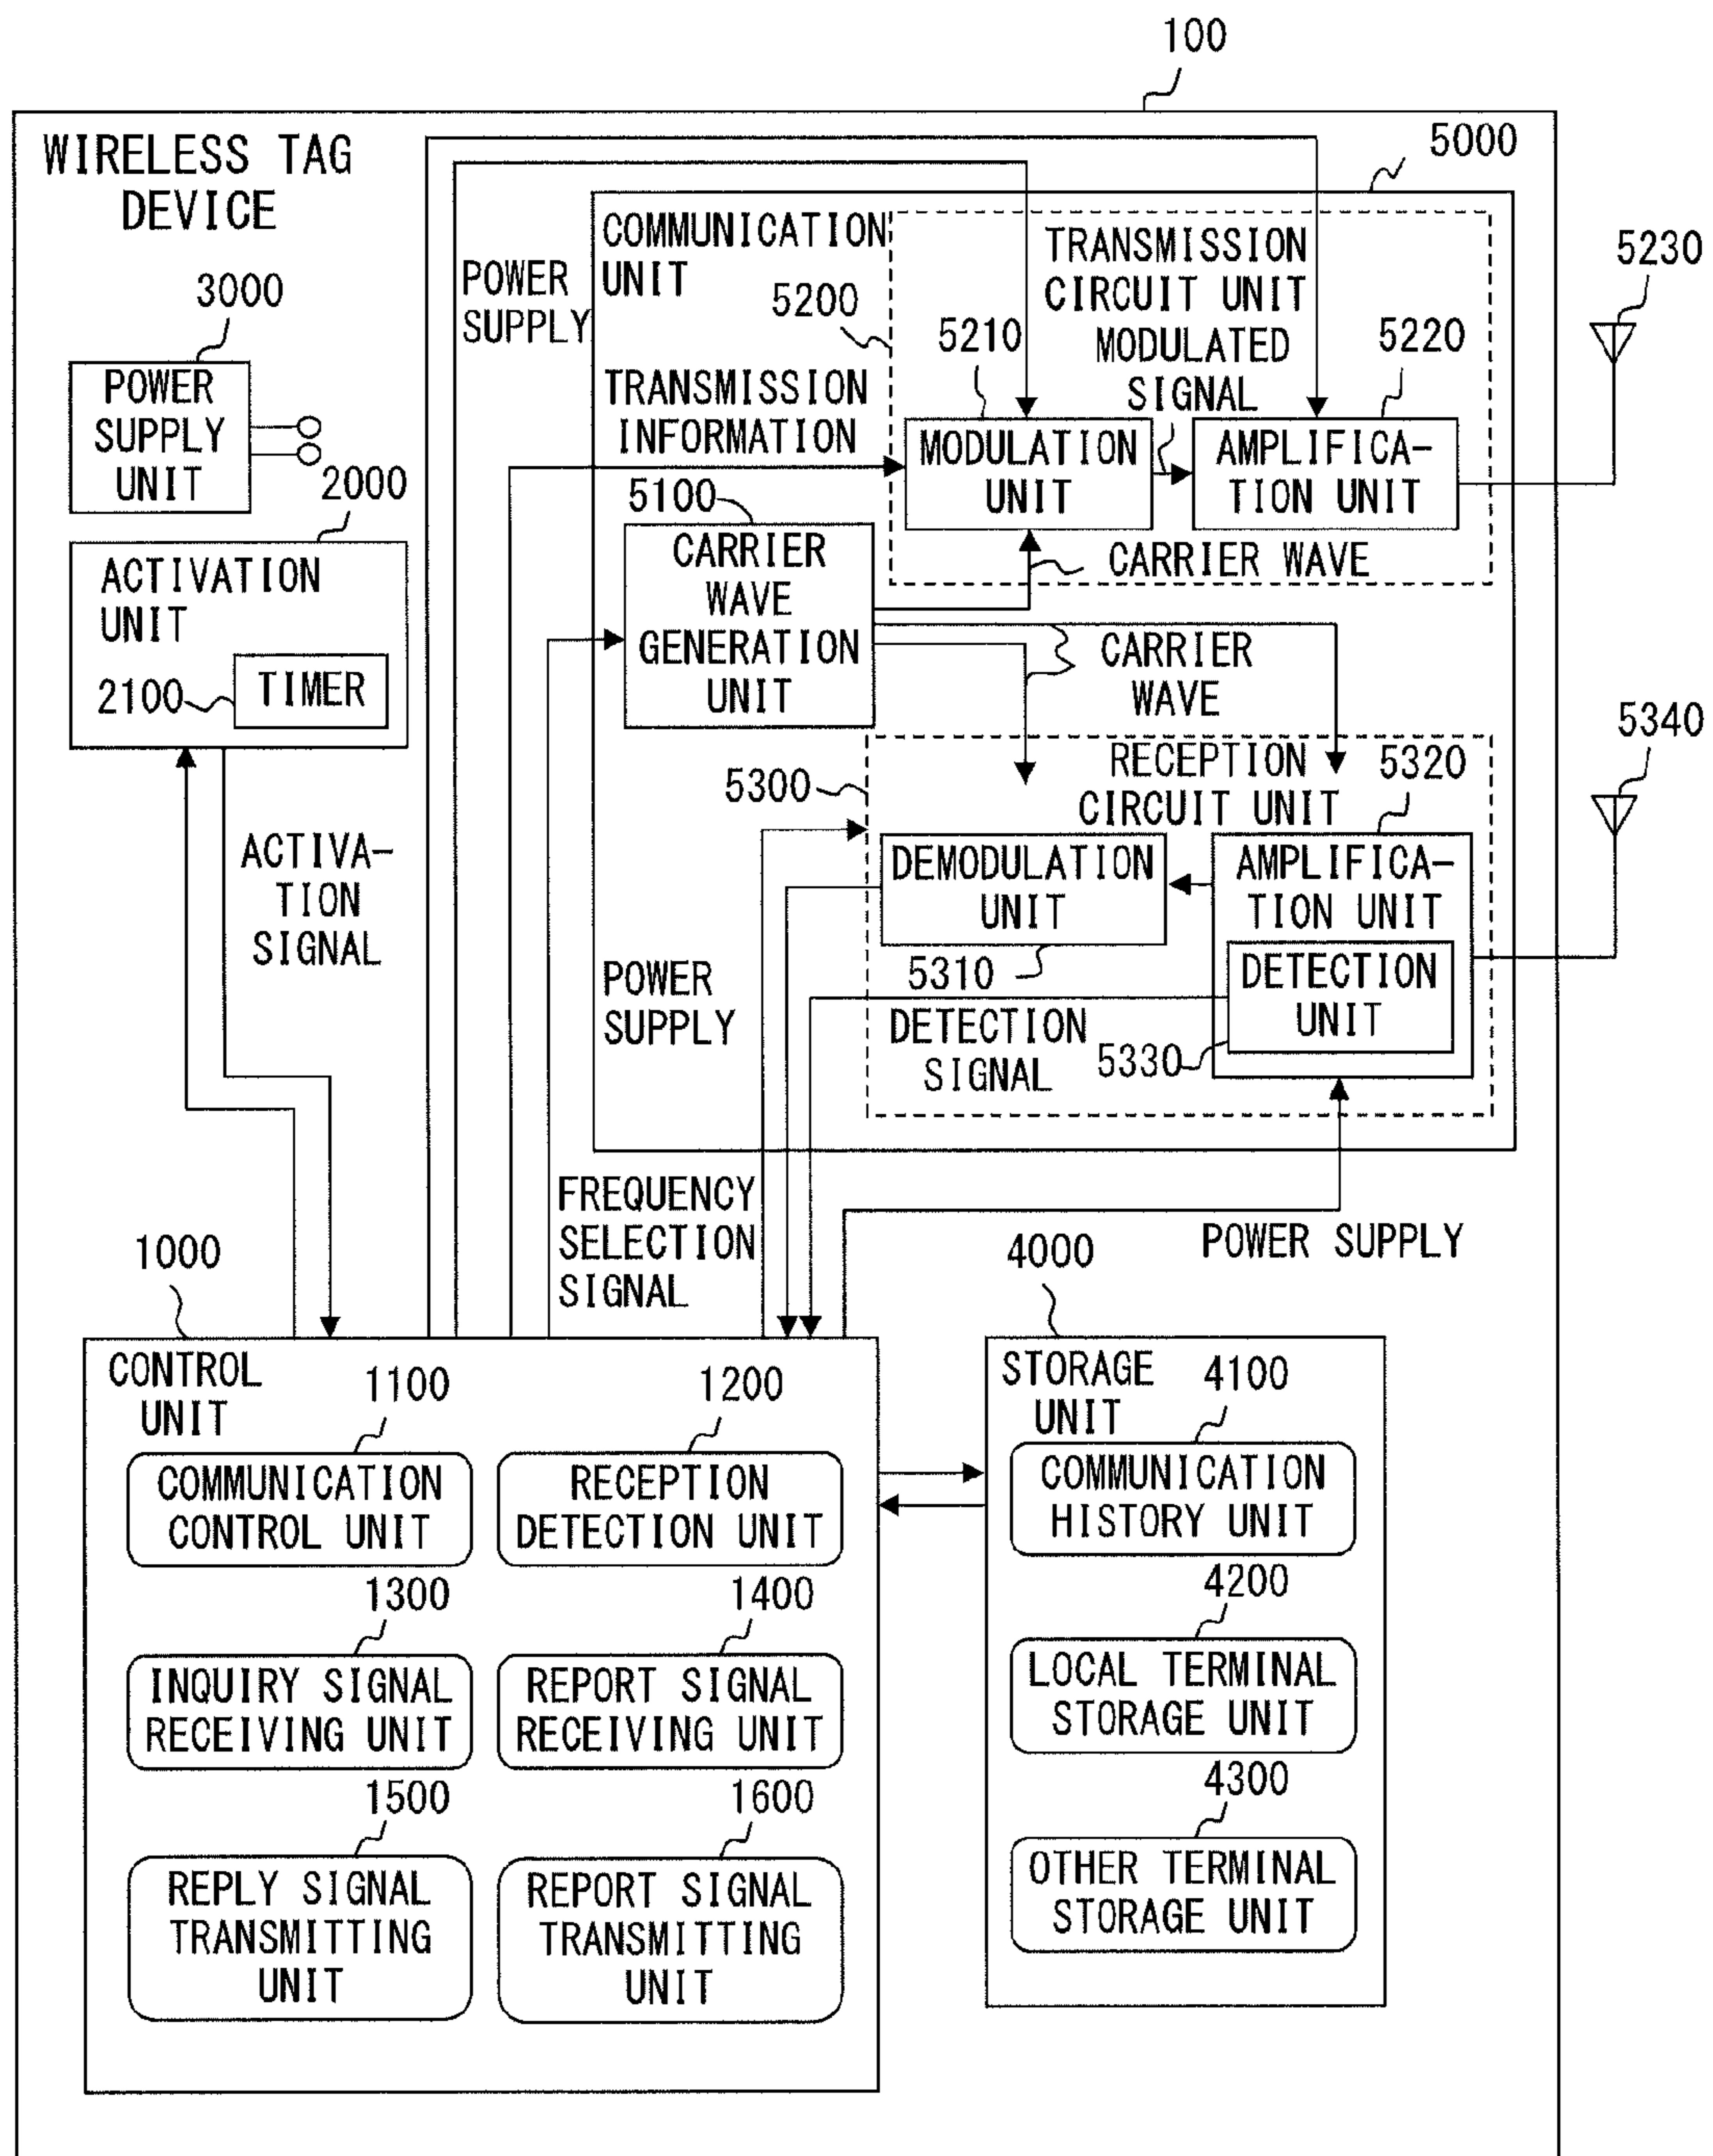 100
WIRELESS TAG
DEVICE
5000
COMMUNICATION
UNIT
TRANSMISSION
CIRCUIT UNIT
5200
5230
POWER
SUPPLY
3000
POWER
SUPPLY
UNIT
5210
MODULATED
SIGNAL
5220
TRANSMISSION
INFORMATION
MODULATION
UNIT
AMPLIFICA-
TION UNIT
2000
ACTIVATION
UNIT
2100
TIMER
5100
CARRIER
WAVE
GENERATION
UNIT
CARRIER WAVE
CARRIER
WAVE
5340
5300
RECEPTION
CIRCUIT UNIT
5320
ACTIVA-
TION
SIGNAL
DEMODULATION
UNIT
5310
AMPLIFICA-
TION UNIT
DETECTION
UNIT
5330
POWER
SUPPLY
DETECTION
SIGNAL
FREQUENCY
SELECTION
SIGNAL
POWER SUPPLY
1000
CONTROL
UNIT
1100
COMMUNICATION
CONTROL UNIT
1200
RECEPTION
DETECTION UNIT
1300
INQUIRY SIGNAL
RECEIVING UNIT
1400
REPORT SIGNAL
RECEIVING UNIT
1500
REPLY SIGNAL
TRANSMITTING
UNIT
1600
REPORT SIGNAL
TRANSMITTING
UNIT
4000
STORAGE
UNIT
4100
COMMUNICATION
HISTORY UNIT
4200
LOCAL TERMINAL
STORAGE UNIT
4300
OTHER TERMINAL
STORAGE UNIT